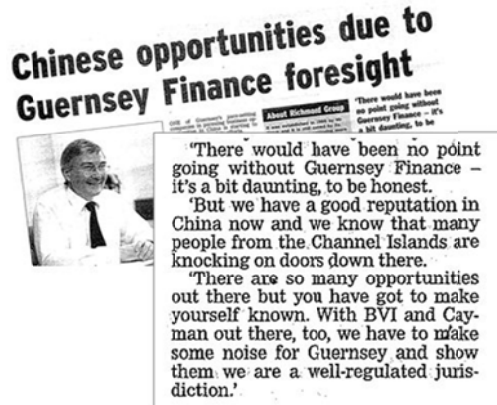 Chinese opportunities due to
Guernsey Finance foresight
About Richmond Group
'There would have been
no point going without
Guernsey Finance – it's
a bit daunting, to be
'There would have been no point
going without Guernsey Finance –
it's a bit daunting, to be honest.
'But we have a good reputation in
China now and we know that many
people from the Channel Islands are
knocking on doors down there.
'There are so many opportunities
out there but you have got to make
yourself known. With BVI and Cay-
man out there, too, we have to make
some noise for Guernsey and show
them we are a well-regulated juris-
diction.'